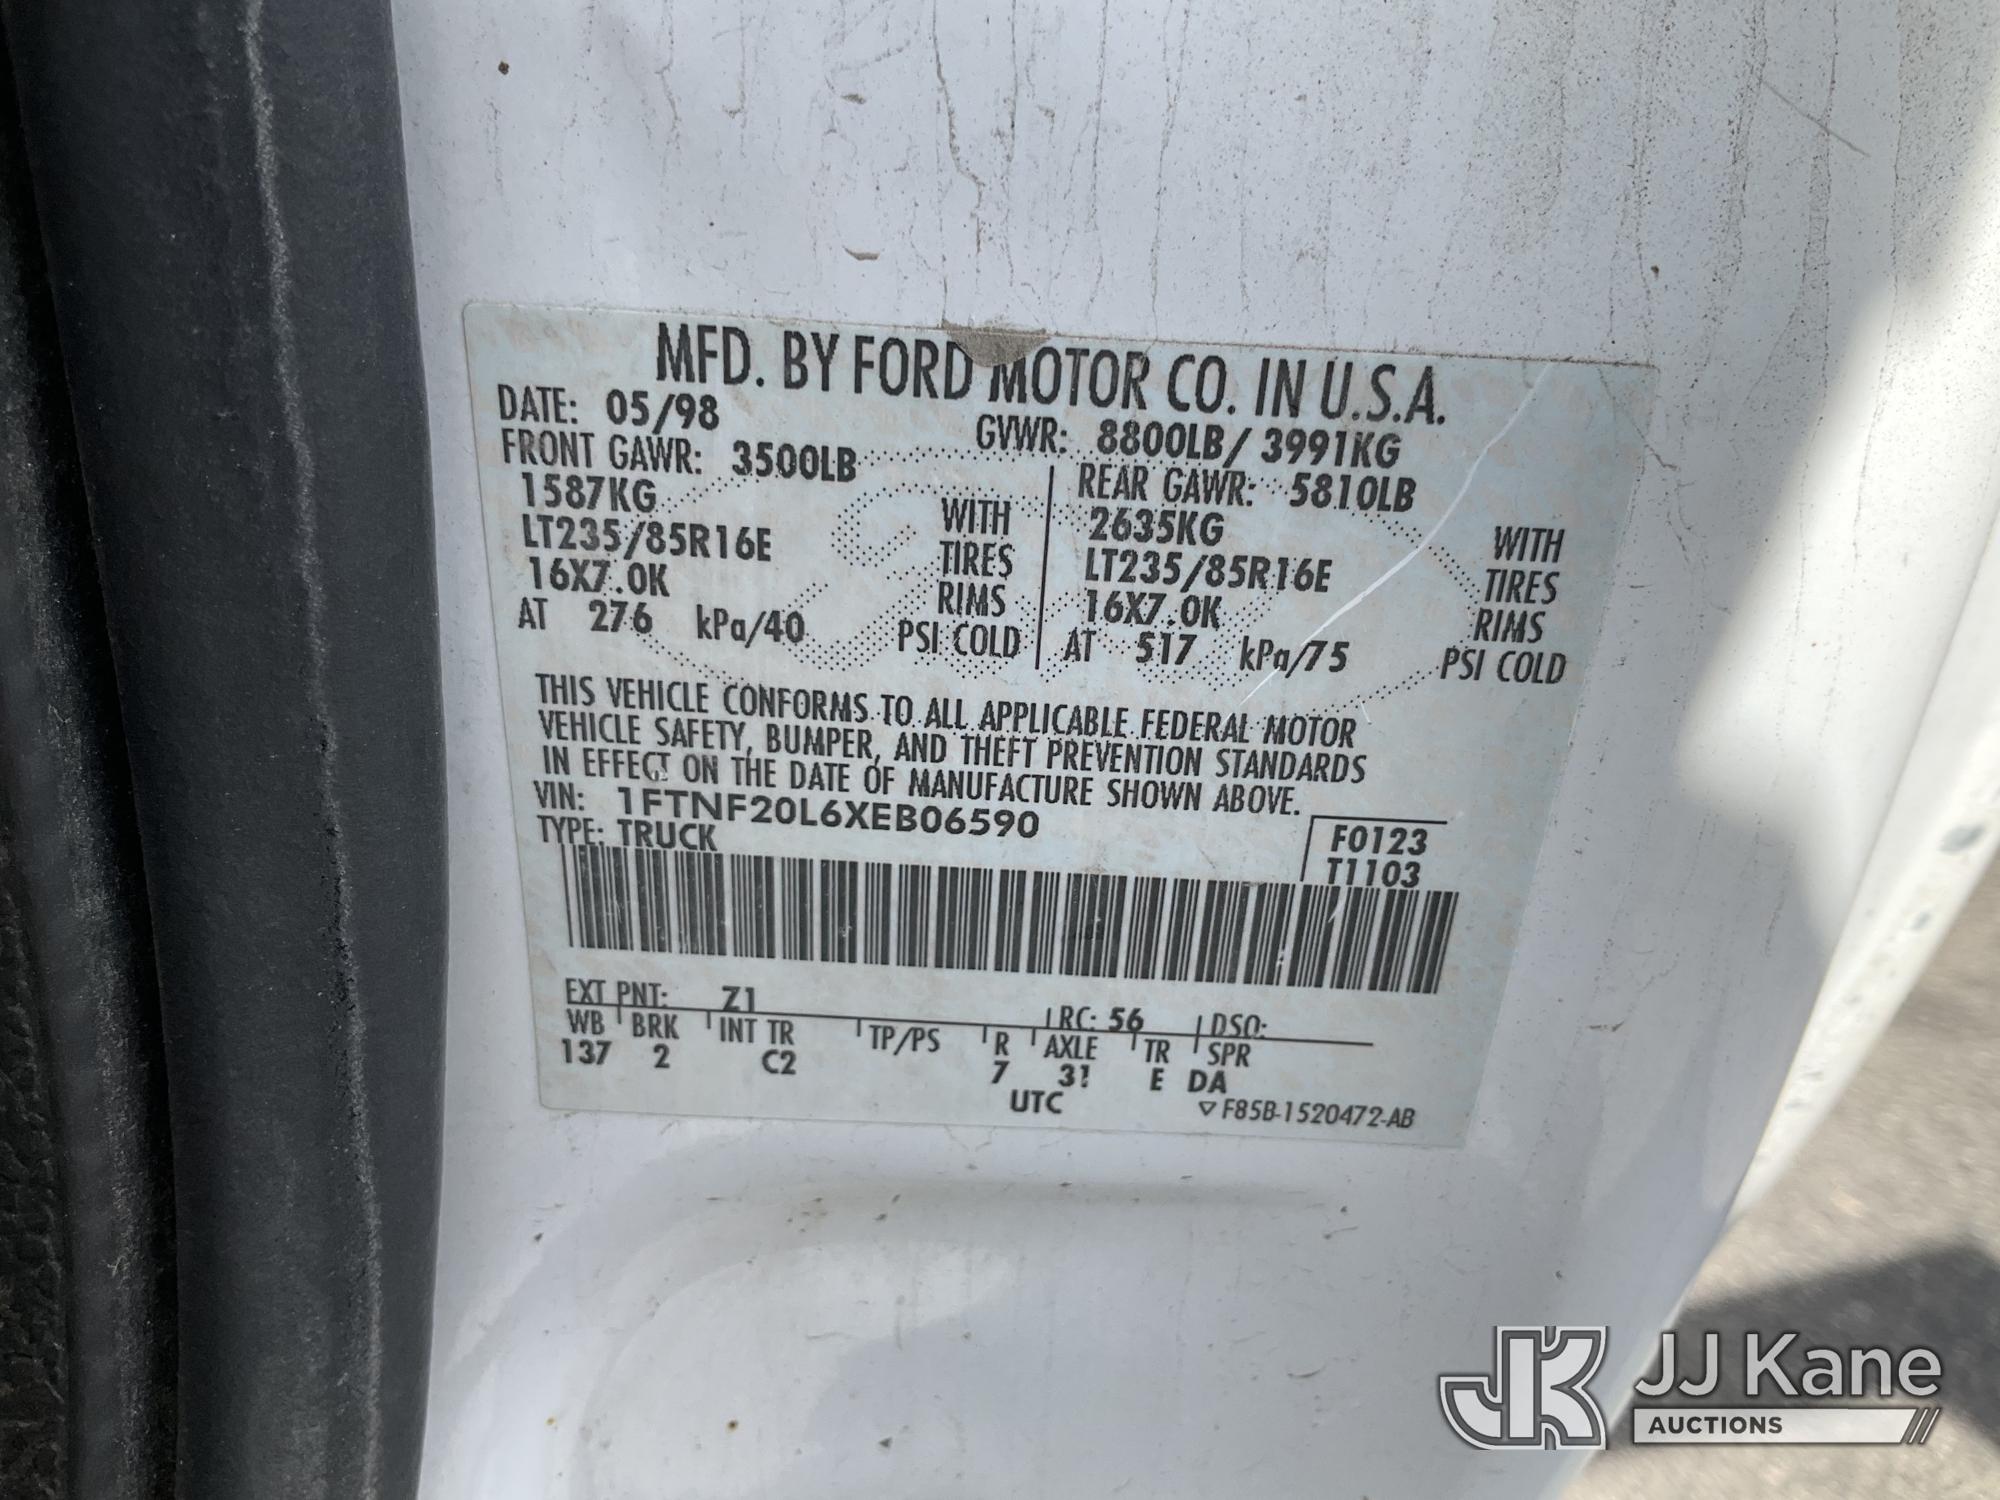 MFD. BY FORD MOTOR CO. IN U.S.A.
DATE: 05/98 GVWR: 8800LB/ 3991KG
FRONT GAWR: 3500LB REAR GAWR: 5810LB
1587KG WITH 2635KG WITH
LT235/85R16E TIRES LT235/85R16E TIRES
16X7.0K RIMS 16X7.0K RIMS
AT 276 kPa/40 PSI COLD AT 517 kPa/75 PSI COLD
THIS VEHICLE CONFORMS TO ALL APPLICABLE FEDERAL MOTOR
VEHICLE SAFETY, BUMPER, AND THEFT PREVENTION STANDARDS
IN EFFECT ON THE DATE OF MANUFACTURE SHOWN ABOVE.
VIN: 1FTNF20L6XEB06590
TYPE: TRUCK F0123
T1103
EXT PNT: Z1 RC: 56 DSO:
WB BRK INT TR TP/PS R AXLE TR SPR
137 2 C2 7 31 E DA
UTC ▽ F85B-1520472-AB
JK JJ Kane
AUCTIONS